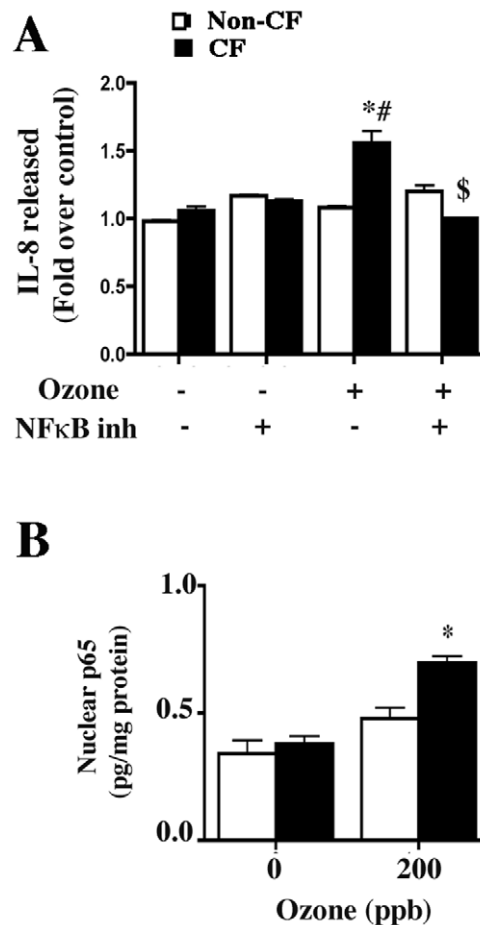 A
Non-CF
CF
IL-8 released
(Fold over control)
2.0
1.5
1.0
0.5
0.0
*#
$
Ozone - - + +
NFκB inh - + - +
B
Nuclear p65
(pg/mg protein)
1.0
0.5
0.0
*
0 200
Ozone (ppb)